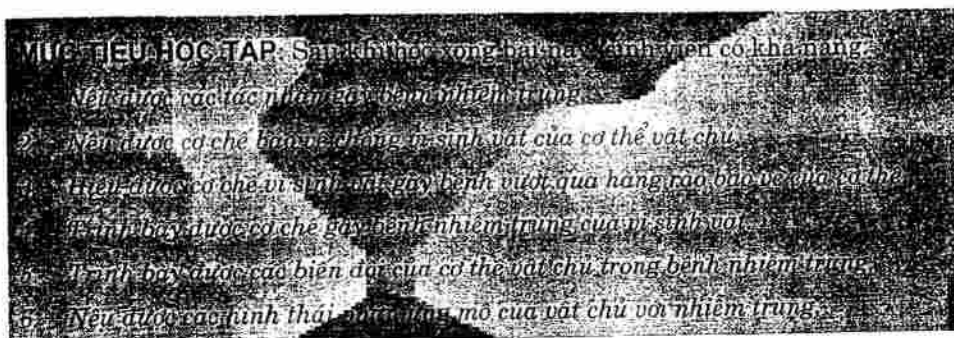 MỤC TIÊU HỌC TẬP: Sau khi học xong bài này sinh viên có khả năng:
Nêu được các tác nhân gây bệnh nhiễm trùng
2. Nêu được cơ chế bảo vệ chống vi sinh vật của cơ thể vật chủ
Hiểu được cơ chế vi sinh vật gây bệnh vượt qua hàng rào bảo vệ của cơ thể
Trình bày được cơ chế gây bệnh nhiễm trùng của vi sinh vật
5. Trình bày được các biến đổi của cơ thể vật chủ trong bệnh nhiễm trùng
6. Nêu được các hình thái ứng mô của vật chủ với nhiễm trùng.